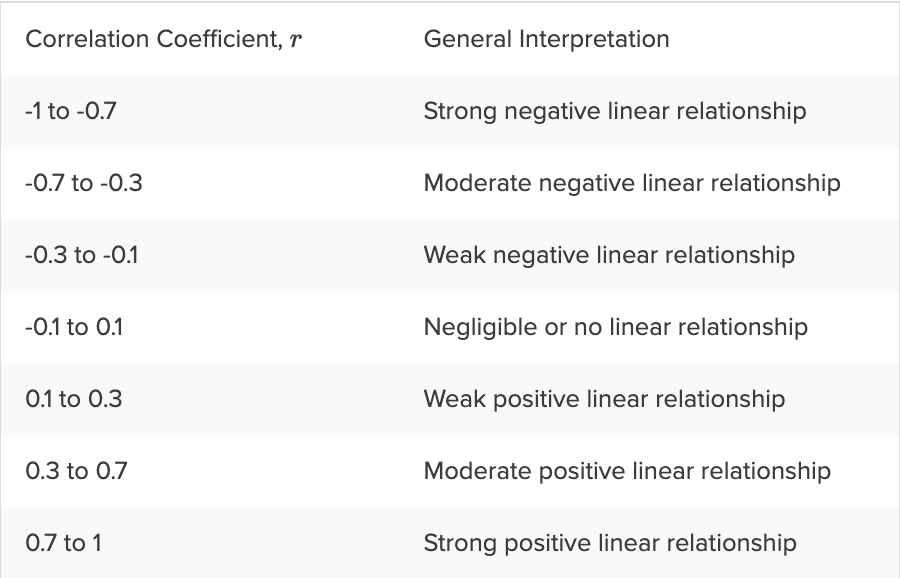 Correlation Coefficient, r General Interpretation
-1 to -0.7 Strong negative linear relationship
-0.7 to -0.3 Moderate negative linear relationship
-0.3 to -0.1 Weak negative linear relationship
-0.1 to 0.1 Negligible or no linear relationship
0.1 to 0.3 Weak positive linear relationship
0.3 to 0.7 Moderate positive linear relationship
0.7 to 1 Strong positive linear relationship